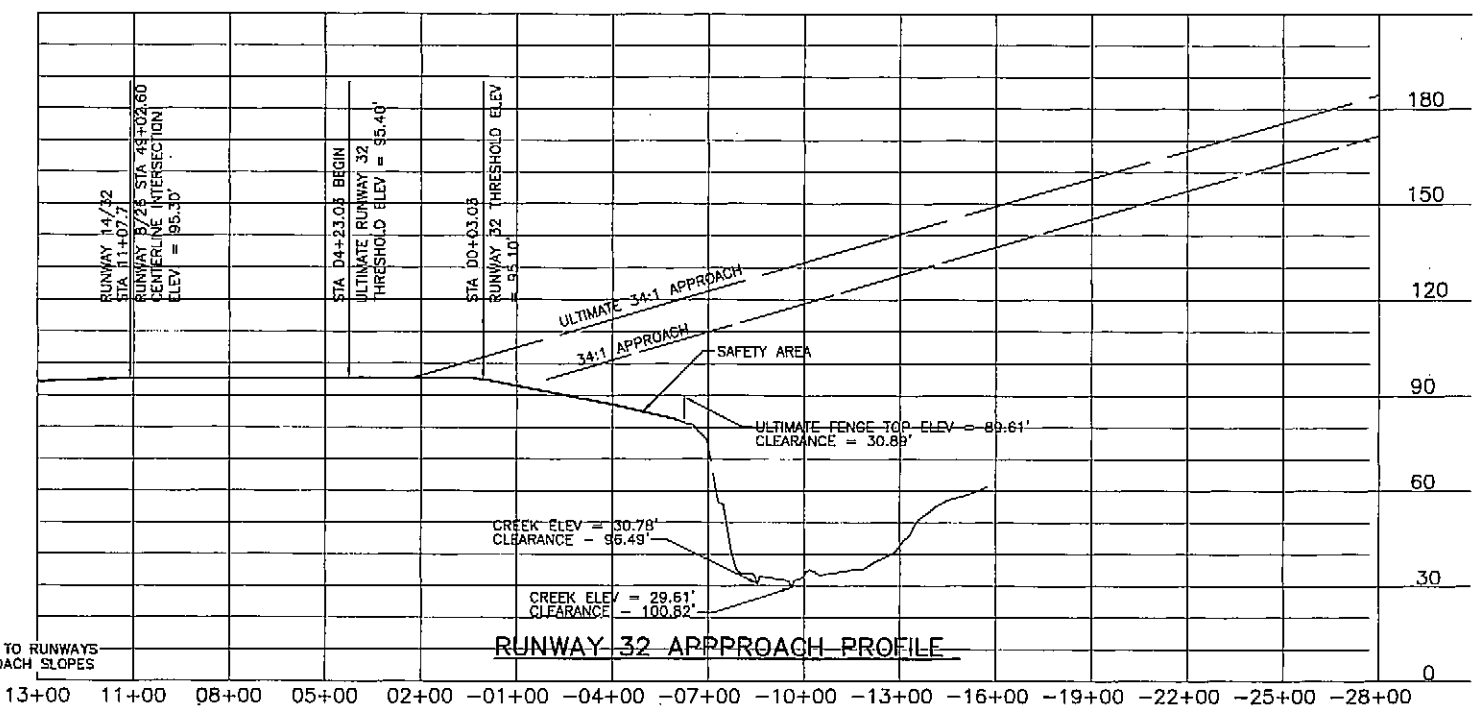 RUNWAY 14/32
STA 11+07.7
RUNWAY 8/26 STA 49+02.60
CENTERLINE INTERSECTION
ELEV = 95.30'
STA 04+23.03 BEGIN
ULTIMATE RUNWAY 32
THRESHOLD ELEV = 95.40'
STA 00+03.03
RUNWAY 32 THRESHOLD ELEV
= 95.10'
180
150
120
90
60
30
0
ULTIMATE 34:1 APPROACH
34:1 APPROACH
SAFETY AREA
ULTIMATE FENCE TOP ELEV = 89.61'
CLEARANCE = 30.89'
CREEK ELEV = 30.78'
CLEARANCE - 96.49'
CREEK ELEV = 29.61'
CLEARANCE - 100.82'
RUNWAY 32 APPPROACH PROFILE
TO RUNWAYS
OACH SLOPES
13+00 11+00 08+00 05+00 02+00 -01+00 -04+00 -07+00 -10+00 -13+00 -16+00 -19+00 -22+00 -25+00 -28+00